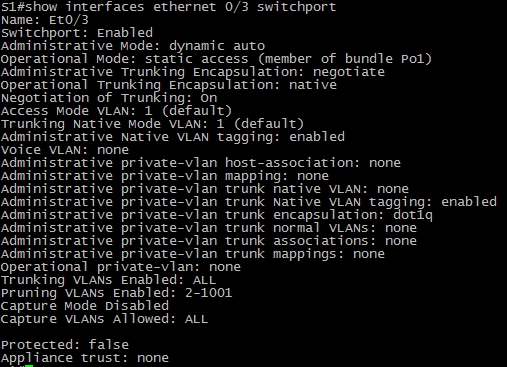 S1#show interfaces ethernet 0/3 switchport
Name: Et0/3
Switchport: Enabled
Administrative Mode: dynamic auto
Operational Mode: static access (member of bundle Po1)
Administrative Trunking Encapsulation: negotiate
Operational Trunking Encapsulation: native
Negotiation of Trunking: On
Access Mode VLAN: 1 (default)
Trunking Native Mode VLAN: 1 (default)
Administrative Native VLAN tagging: enabled
Voice VLAN: none
Administrative private-vlan host-association: none
Administrative private-vlan mapping: none
Administrative private-vlan trunk native VLAN: none
Administrative private-vlan trunk Native VLAN tagging: enabled
Administrative private-vlan trunk encapsulation: dot1q
Administrative private-vlan trunk normal VLANs: none
Administrative private-vlan trunk associations: none
Administrative private-vlan trunk mappings: none
Operational private-vlan: none
Trunking VLANs Enabled: ALL
Pruning VLANs Enabled: 2-1001
Capture Mode Disabled
Capture VLANs Allowed: ALL
Protected: false
Appliance trust: none